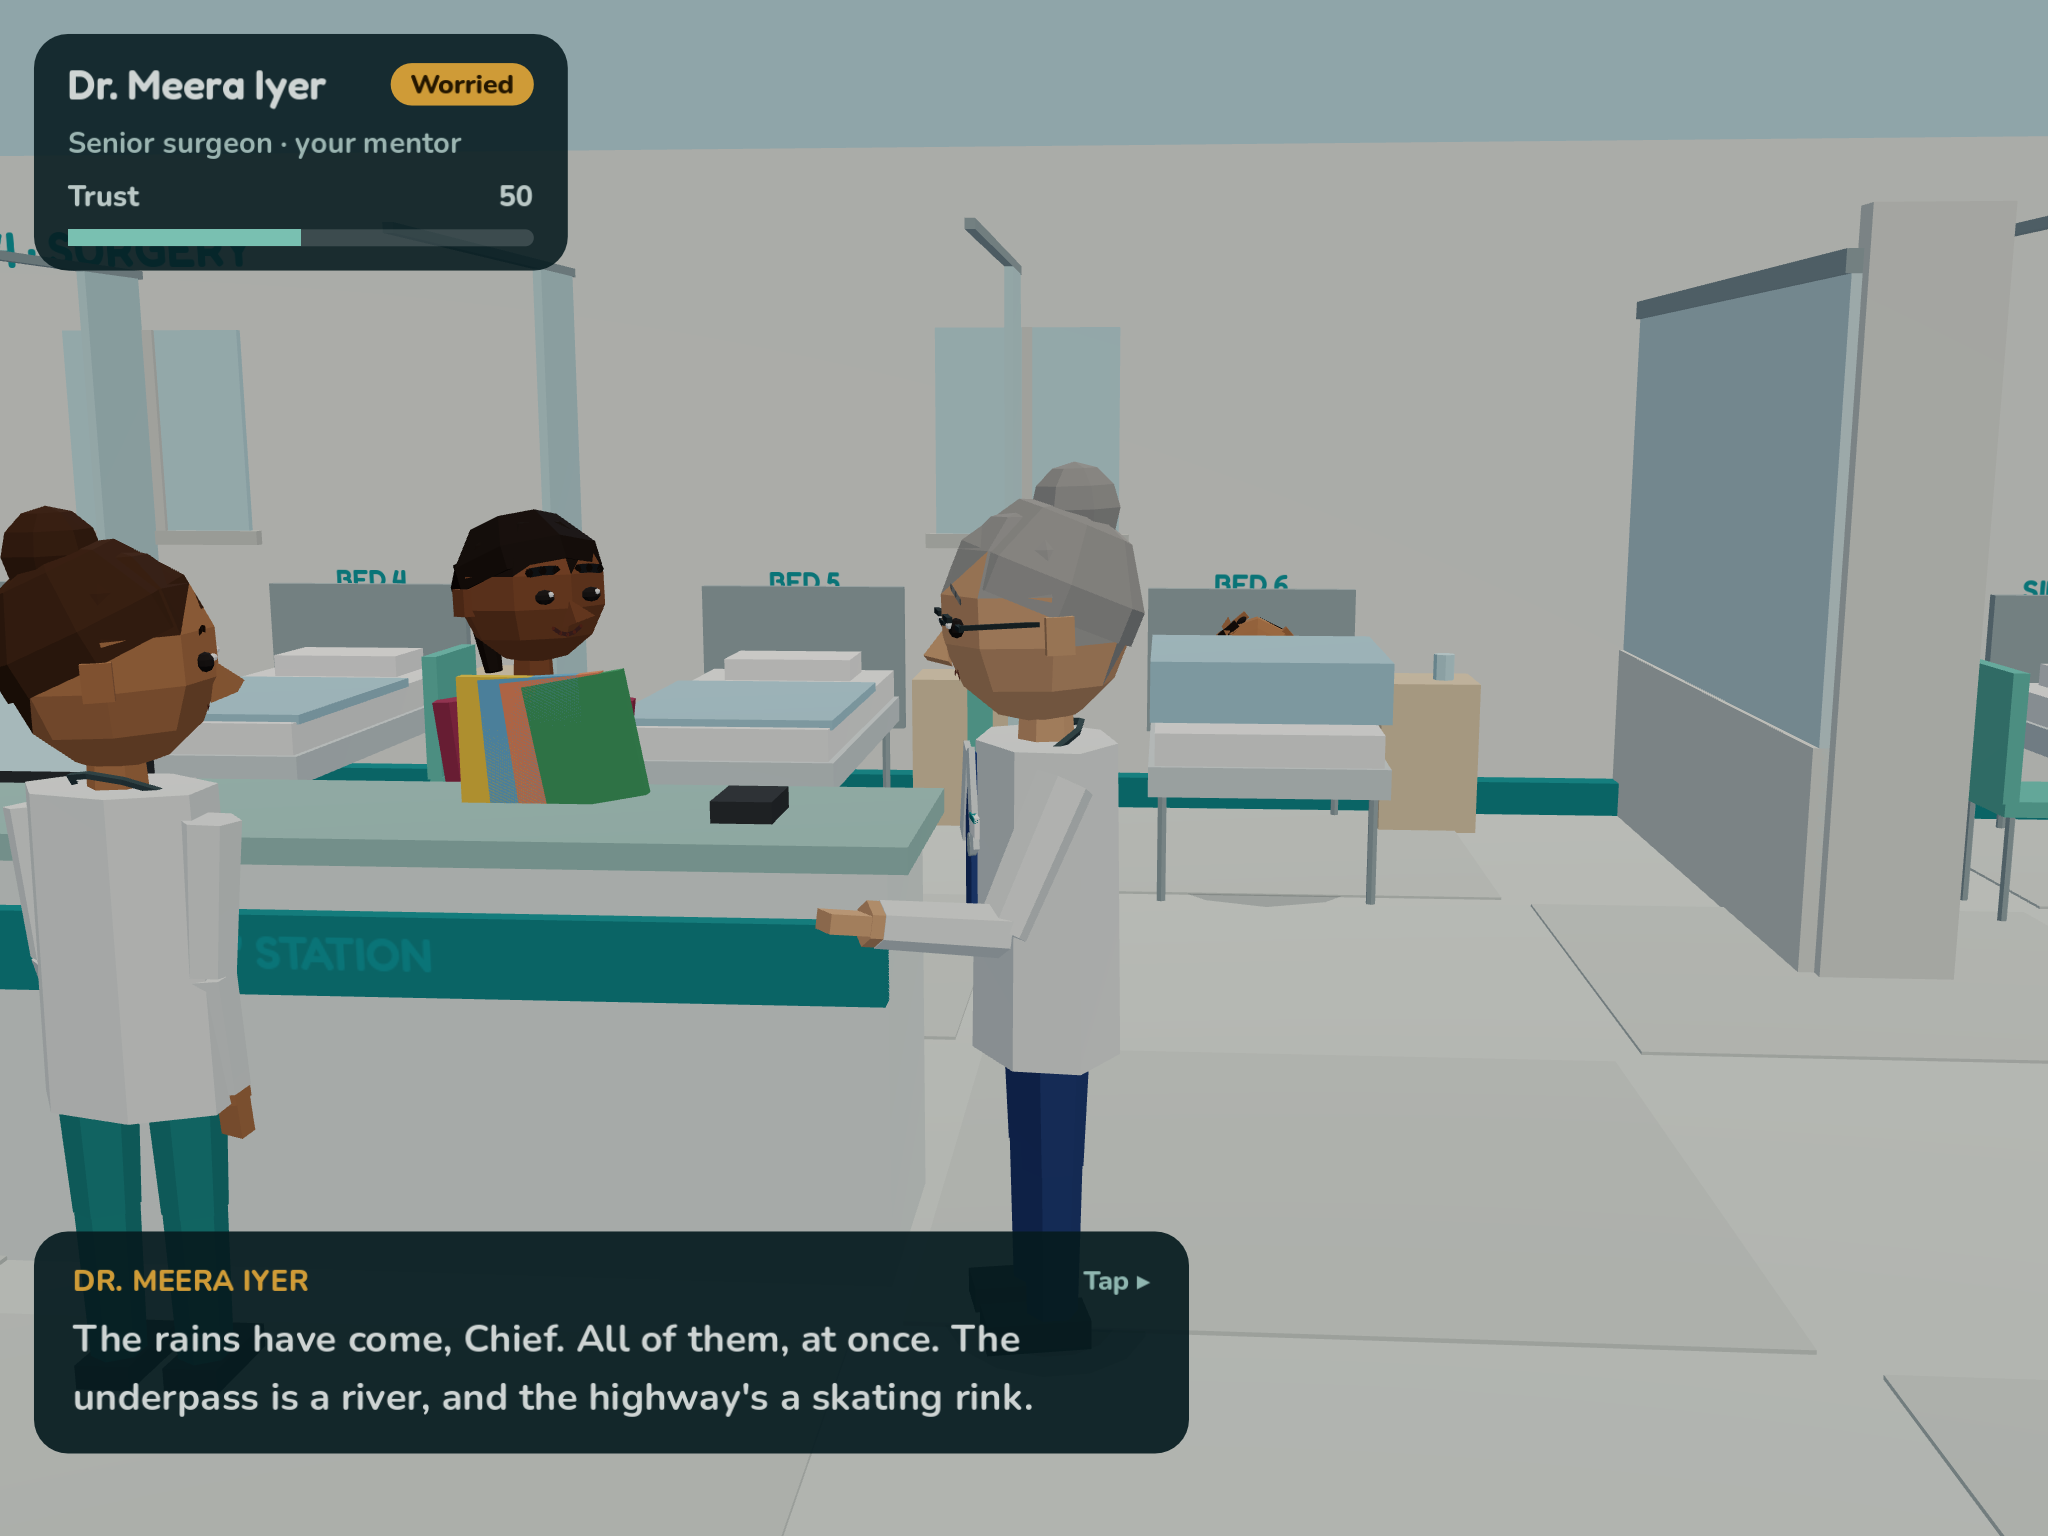 Dr. Meera Iyer
Worried
Senior surgeon · your mentor
Trust
50
SURGERY
BED 4
BED 5
BED 6
STATION
DR. MEERA IYER
Tap ▸
The rains have come, Chief. All of them, at once. The
underpass is a river, and the highway's a skating rink.